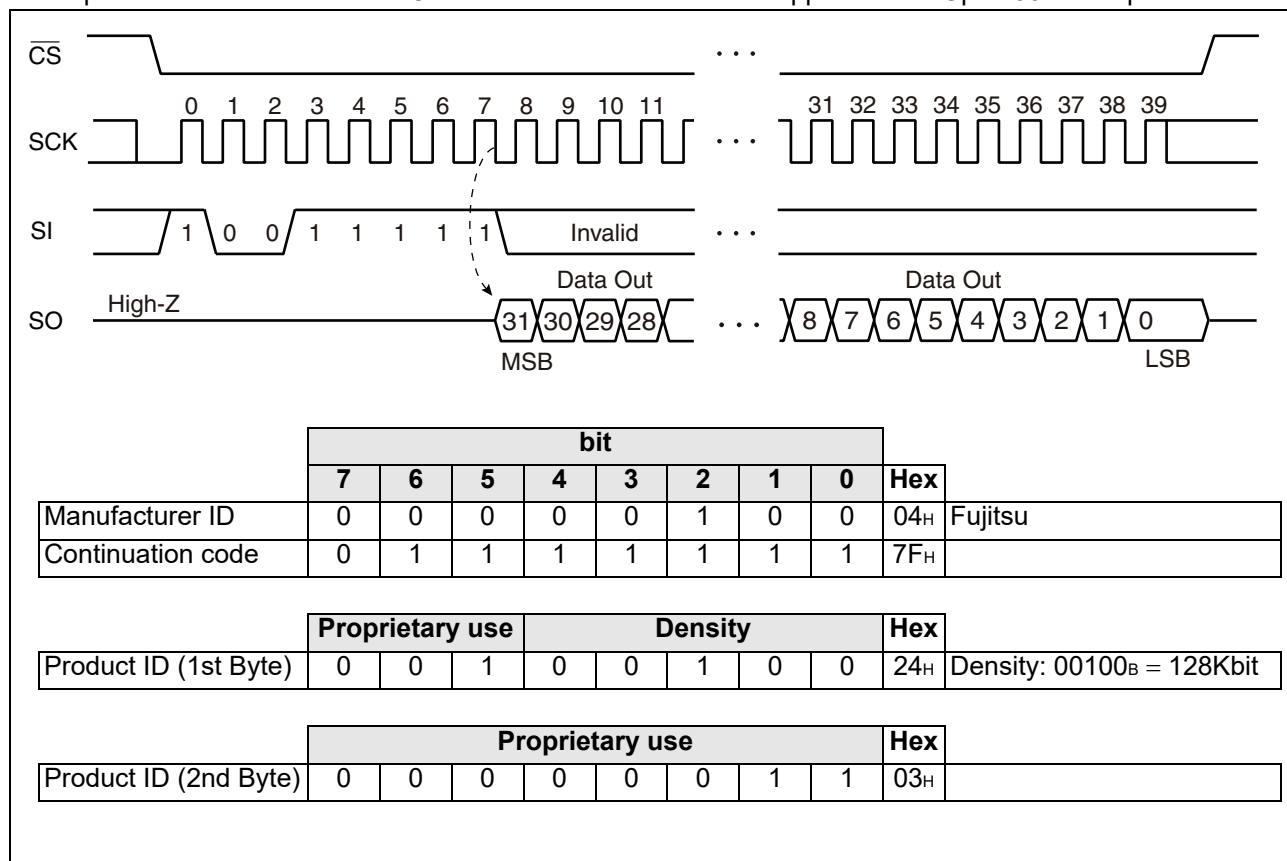 CS
0 1 2 3 4 5 6 7 8 9 10 11 31 32 33 34 35 36 37 38 39
SCK
SI 1 0 0 1 1 1 1 1 Invalid
Data Out Data Out
High-Z
SO 31 30 29 28 8 7 6 5 4 3 2 1 0
MSB LSB
bit
7 6 5 4 3 2 1 0 Hex
Manufacturer ID 0 0 0 0 0 1 0 0 04H Fujitsu
Continuation code 0 1 1 1 1 1 1 1 7FH
Proprietary use Density Hex
Product ID (1st Byte) 0 0 1 0 0 1 0 0 24H Density: 00100B = 128Kbit
Proprietary use Hex
Product ID (2nd Byte) 0 0 0 0 0 0 1 1 03H